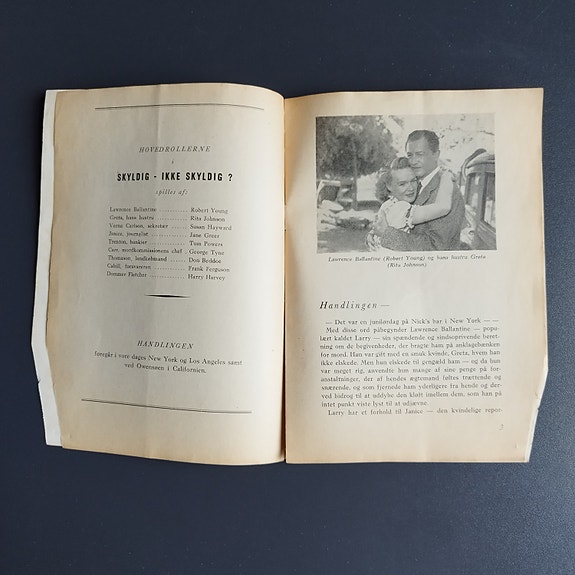 HOVEDROLLERNE
i
SKYLDIG - IKKE SKYLDIG ?
spilles af:
Lawrence Ballantine .......... Robert Young
Greta, hans hustru .......... Rita Johnson
Verna Carlson, sekretær .... Susan Hayward
Janice, journalist .......... Jane Greer
Trenton, bankier .......... Tom Powers
Carr, mordkommissionens chef . George Tyne
Thomason, landhandler .... Don Beddoe
Cahill, forsvareren .......... Frank Ferguson
Dommer Fletcher .......... Harry Harvey
HANDLINGEN
foregår i vore dages New York og Los Angeles samt
ved Owenssøen i Californien.
Lawrence Ballantine (Robert Young) og hans hustru Greta
(Rita Johnson)
Handlingen —
— Det var en junilørdag på Nick's bar i New York — —
Med disse ord påbegynder Lawrence Ballantine — popu-
lært kaldet Larry — sin spændende og sindsoprivende beret-
ning om de begivenheder, der bragte ham på anklagebænken
for mord. Han var gift med en smuk kvinde, Greta, hvem han
ikke elskede. Men hun elskede til gengæld ham — og da hun
var meget rig, anvendte hun mange af sine penge på for-
anstaltninger, der af hendes ægtemand føltes trættende og
snærende, og som fjernede ham yderligere fra hende og der-
ved bidrog til at uddybe den kløft imellem dem, som han på
intet punkt viste lyst til at udjævne.
Larry har et forhold til Janice — den kvindelige repor-